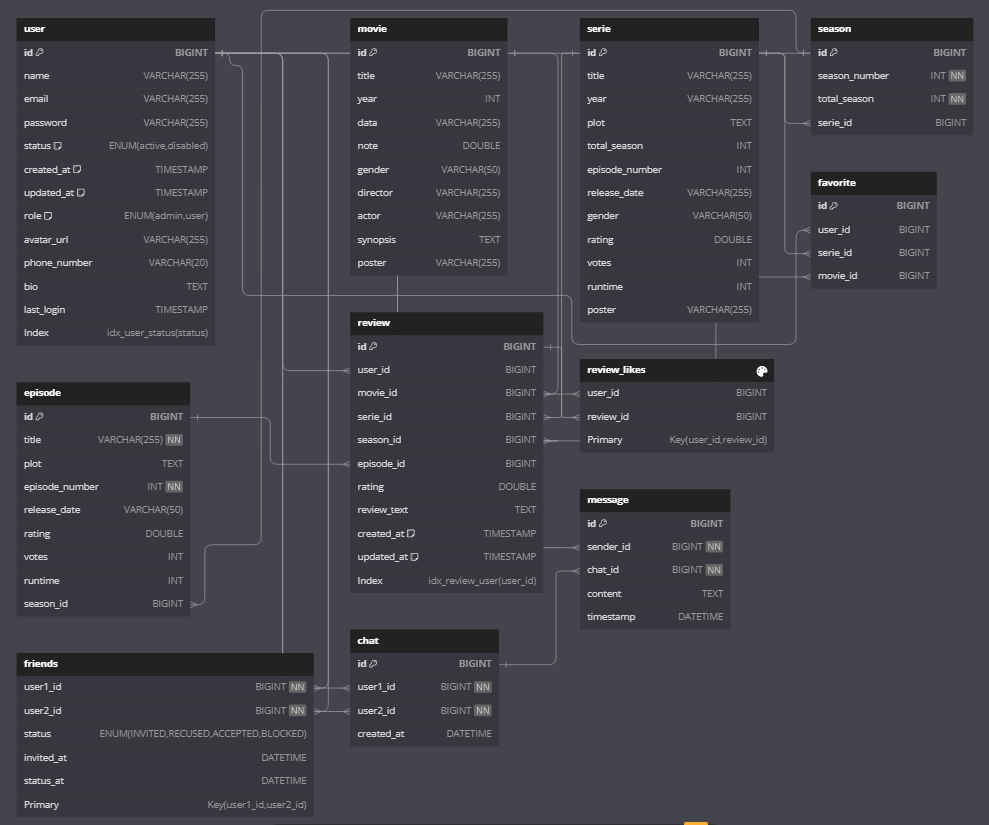 user
id BIGINT
name VARCHAR(255)
email VARCHAR(255)
password VARCHAR(255)
status ENUM(active,disabled)
created_at TIMESTAMP
updated_at TIMESTAMP
role ENUM(admin,user)
avatar_url VARCHAR(255)
phone_number VARCHAR(20)
bio TEXT
last_login TIMESTAMP
Index idx_user_status(status)
movie
id BIGINT
title VARCHAR(255)
year INT
data VARCHAR(255)
note DOUBLE
gender VARCHAR(50)
director VARCHAR(255)
actor VARCHAR(255)
synopsis TEXT
poster VARCHAR(255)
serie
id BIGINT
title VARCHAR(255)
year VARCHAR(255)
plot TEXT
total_season INT
episode_number INT
release_date VARCHAR(255)
gender VARCHAR(50)
rating DOUBLE
votes INT
runtime INT
poster VARCHAR(255)
season
id BIGINT
season_number INT NN
total_season INT NN
serie_id BIGINT
favorite
id BIGINT
user_id BIGINT
serie_id BIGINT
movie_id BIGINT
review
id BIGINT
user_id BIGINT
movie_id BIGINT
serie_id BIGINT
season_id BIGINT
episode_id BIGINT
rating DOUBLE
review_text TEXT
created_at TIMESTAMP
updated_at TIMESTAMP
Index idx_review_user(user_id)
review_likes
user_id BIGINT
review_id BIGINT
Primary Key(user_id,review_id)
episode
id BIGINT
title VARCHAR(255) NN
plot TEXT
episode_number INT NN
release_date VARCHAR(50)
rating DOUBLE
votes INT
runtime INT
season_id BIGINT
message
id BIGINT
sender_id BIGINT NN
chat_id BIGINT NN
content TEXT
timestamp DATETIME
chat
id BIGINT
user1_id BIGINT NN
user2_id BIGINT NN
created_at DATETIME
friends
user1_id BIGINT NN
user2_id BIGINT NN
status ENUM(INVITED,RECUSED,ACCEPTED,BLOCKED)
invited_at DATETIME
status_at DATETIME
Primary Key(user1_id,user2_id)